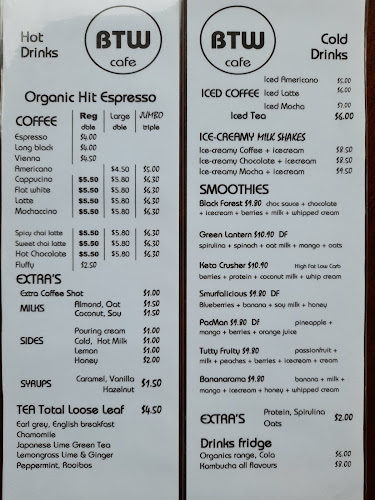 Hot
Drinks
BTW
cafe
Organic Hit Espresso
COFFEE Reg Large JUMBO
dble dble triple
Espresso $4.00
Long black $4.00
Vienna $4.50
Americano $4.50 $5.00
Cappucino $5.50 $5.80 $6.30
Flat white $5.50 $5.80 $6.30
Latte $5.50 $5.80 $6.30
Mochaccino $5.50 $5.80 $6.30
Spicy chai latte $5.50 $5.80 $6.30
Sweet chai latte $5.50 $5.80 $6.30
Hot Chocolate $5.50 $5.80 $6.30
Fluffy $2.50
EXTRA'S
Extra Coffee Shot $1.00
MILKS Almond, Oat $1.50
Coconut, Soy $1.50
SIDES Pouring cream $1.00
Cold, Hot Milk $1.00
Lemon $1.00
Honey $2.00
SYRUPS Caramel, Vanilla $1.50
Hazelnut
TEA Total Loose Leaf $4.50
Earl grey, English breakfast
Chamomile
Japanese Lime Green Tea
Lemongrass Lime & Ginger
Peppermint, Rooibos
BTW
cafe
Cold
Drinks
Iced Americano $5.00
ICED COFFEE Iced Latte $6.00
Iced Mocha $7.00
Iced Tea $6.00
ICE-CREAMY MILK SHAKES
Ice-creamy Coffee + icecream $8.50
Ice-creamy Chocolate + icecream $8.50
Ice-creamy Mocha + icecream $9.50
SMOOTHIES
Black Forest $9.80 choc sauce + chocolate
+ icecream + berries + milk + whipped cream
Green Lantern $10.90 DF
spirulina + spinach + oat milk + mango + oats
Keto Crusher $10.90 High Fat Low Carb
berries + protein + coconut milk + whip cream
Smurfalicious $9.80 DF
Blueberries + banana + soy milk + honey
PacMan $9.80 DF pineapple +
mango + berries + orange juice
Tutty Fruity $9.80 passionfruit +
milk + peaches + berries + icecream + cream
Bananarama $9.80 banana + milk +
mango + icecream + honey + whipped cream
EXTRA'S Protein, Spirulina $2.00
Oats
Drinks fridge
Organics range, Cola $6.00
Kombucha all flavours $8.00